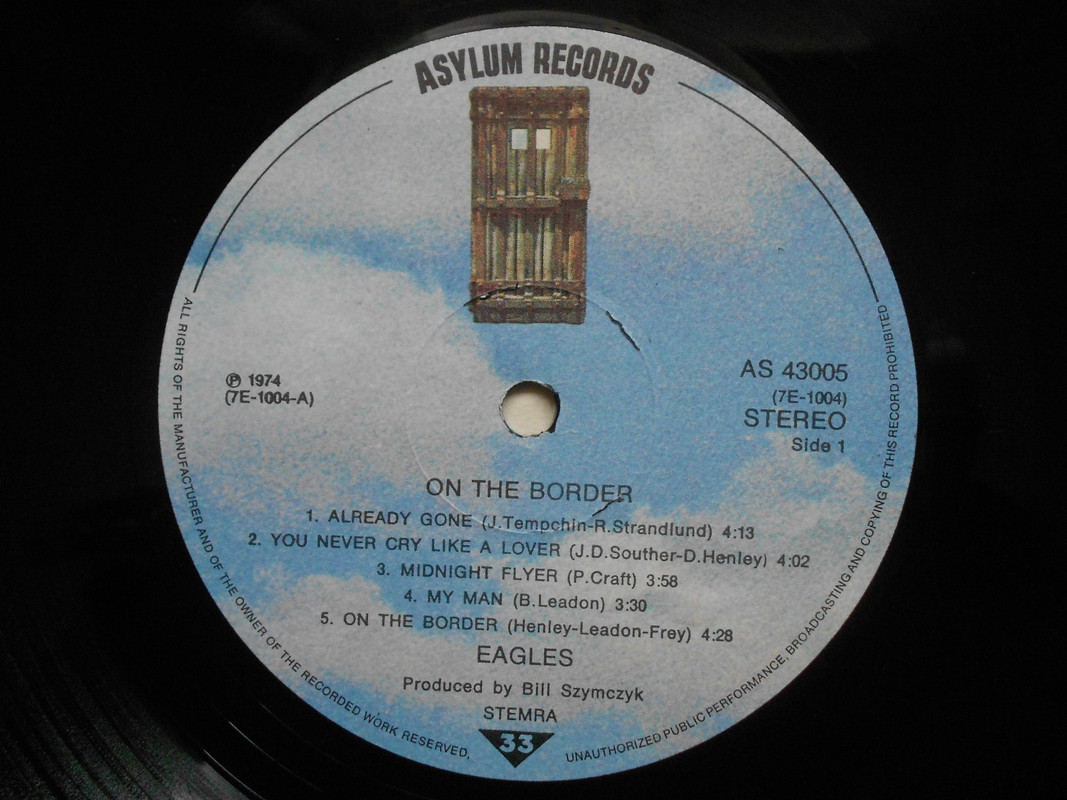 ASYLUM RECORDS
℗ 1974
(7E-1004-A)
AS 43005
(7E-1004)
STEREO
Side 1
ON THE BORDER
1. ALREADY GONE (J.Tempchin-R.Strandlund) 4:13
2. YOU NEVER CRY LIKE A LOVER (J.D.Souther-D.Henley) 4:02
3. MIDNIGHT FLYER (P.Craft) 3:58
4. MY MAN (B.Leadon) 3:30
5. ON THE BORDER (Henley-Leadon-Frey) 4:28
EAGLES
Produced by Bill Szymczyk
STEMRA
33
ALL RIGHTS OF THE MANUFACTURER AND OF THE OWNER OF THE RECORDED WORK RESERVED,
UNAUTHORIZED PUBLIC PERFORMANCE, BROADCASTING AND COPYING OF THIS RECORD PROHIBITED